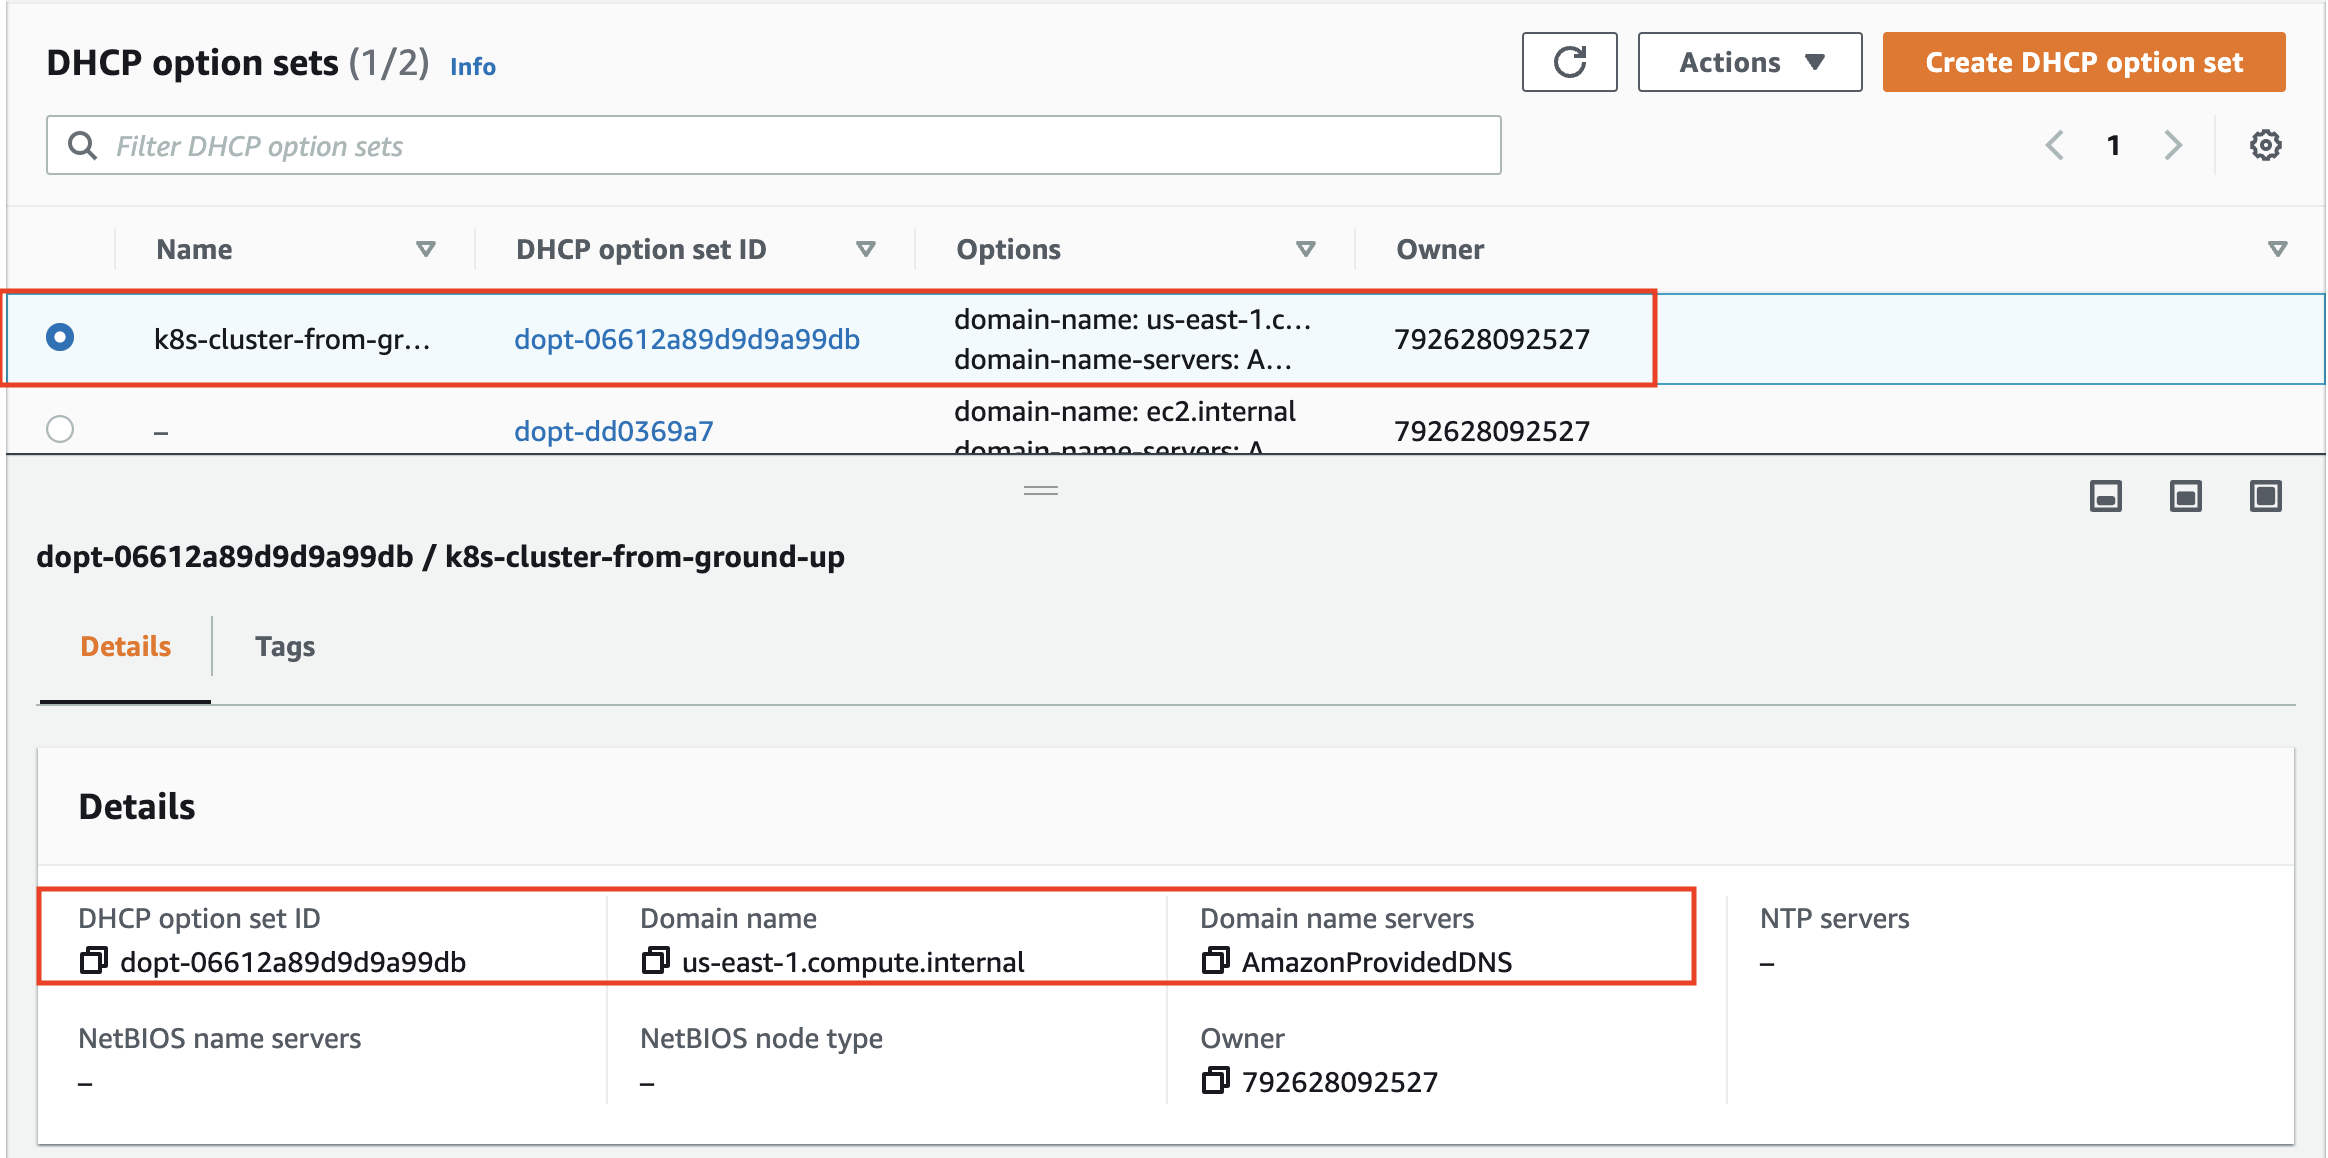 DHCP option sets (1/2) Info
Actions
Create DHCP option set
Filter DHCP option sets
1
Name DHCP option set ID Options Owner
k8s-cluster-from-gr... dopt-06612a89d9d9a99db domain-name: us-east-1.c... 792628092527
domain-name-servers: A...
– dopt-dd0369a7 domain-name: ec2.internal 792628092527
domain-name-servers: A
dopt-06612a89d9d9a99db / k8s-cluster-from-ground-up
Details Tags
Details
DHCP option set ID Domain name Domain name servers NTP servers
dopt-06612a89d9d9a99db us-east-1.compute.internal AmazonProvidedDNS –
NetBIOS name servers NetBIOS node type Owner
– – 792628092527